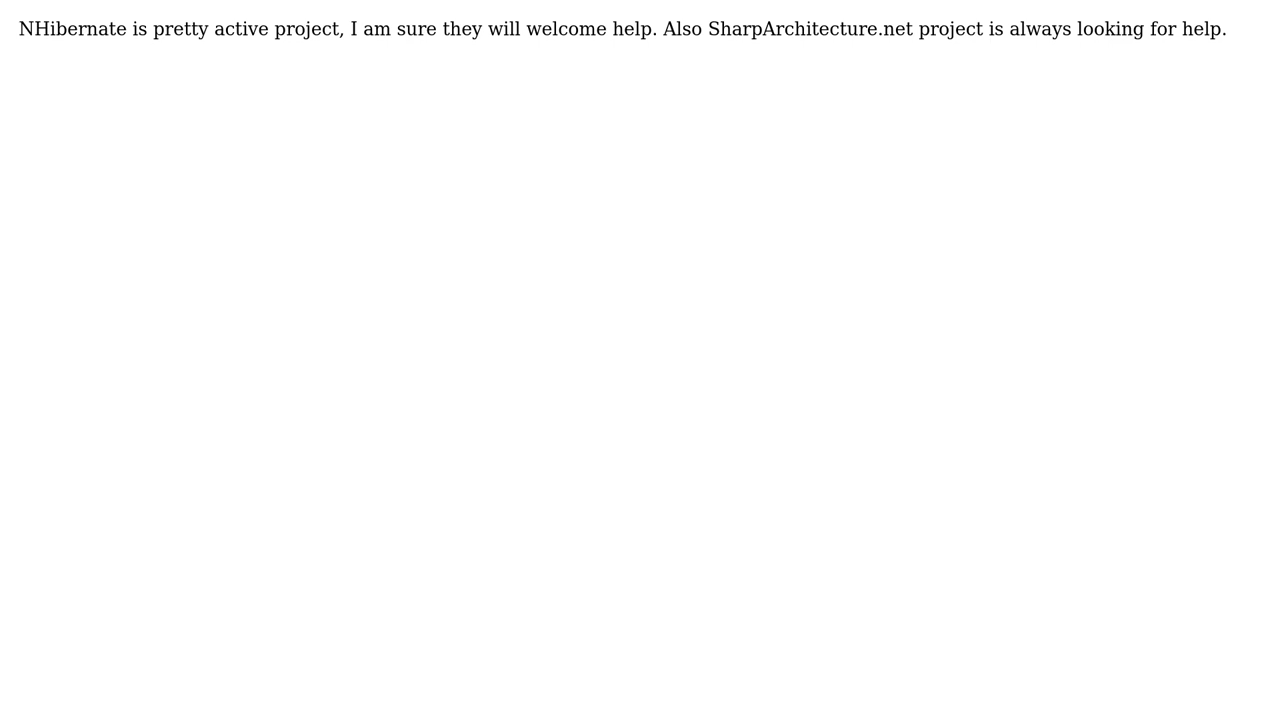 NHibernate is pretty active project, I am sure they will welcome help. Also SharpArchitecture.net project is always looking for help.